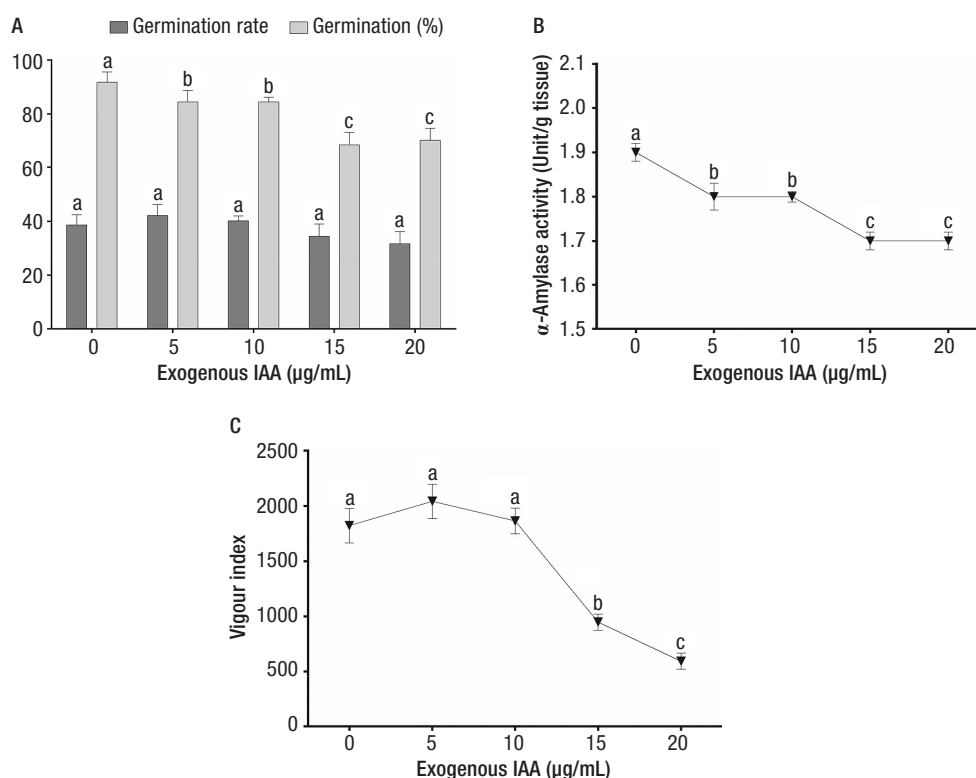 A
Germination rate Germination (%)
100
80
60
40
20
0
a b b c c
a a a a a
0 5 10 15 20
Exogenous IAA (µg/mL)
B
α-Amylase activity (Unit/g tissue)
2.1
2.0
1.9
1.8
1.7
1.6
1.5
a b b c c
0 5 10 15 20
Exogenous IAA (µg/mL)
C
Vigour index
2500
2000
1500
1000
500
0
a a a b c
0 5 10 15 20
Exogenous IAA (µg/mL)